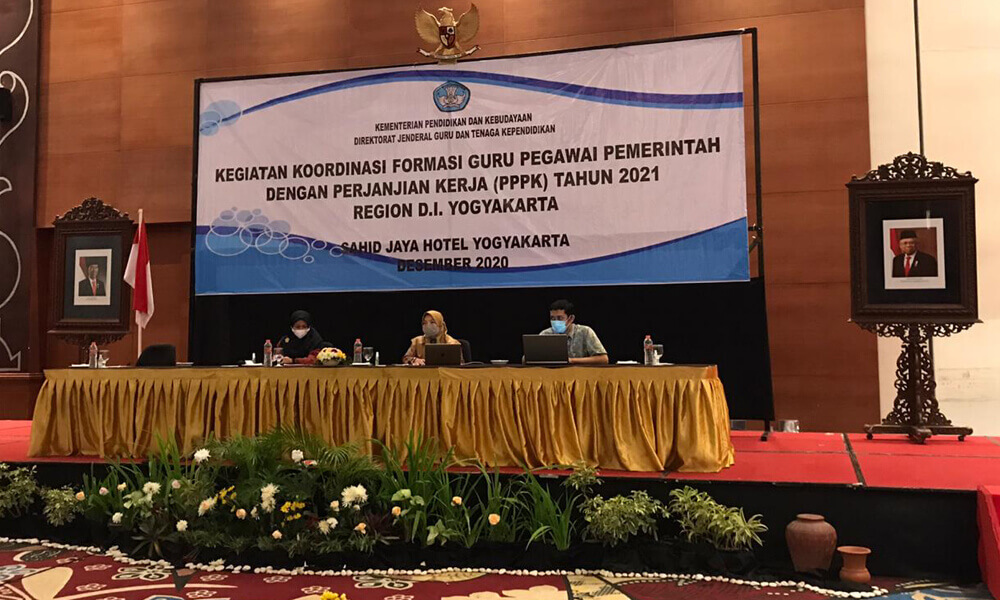 KEMENTERIAN PENDIDIKAN DAN KEBUDAYAAN
DIREKTORAT JENDERAL GURU DAN TENAGA KEPENDIDIKAN
KEGIATAN KOORDINASI FORMASI GURU PEGAWAI PEMERINTAH
DENGAN PERJANJIAN KERJA (PPPK) TAHUN 2021
REGION D.I. YOGYAKARTA
SAHID JAYA HOTEL YOGYAKARTA
DESEMBER 2020